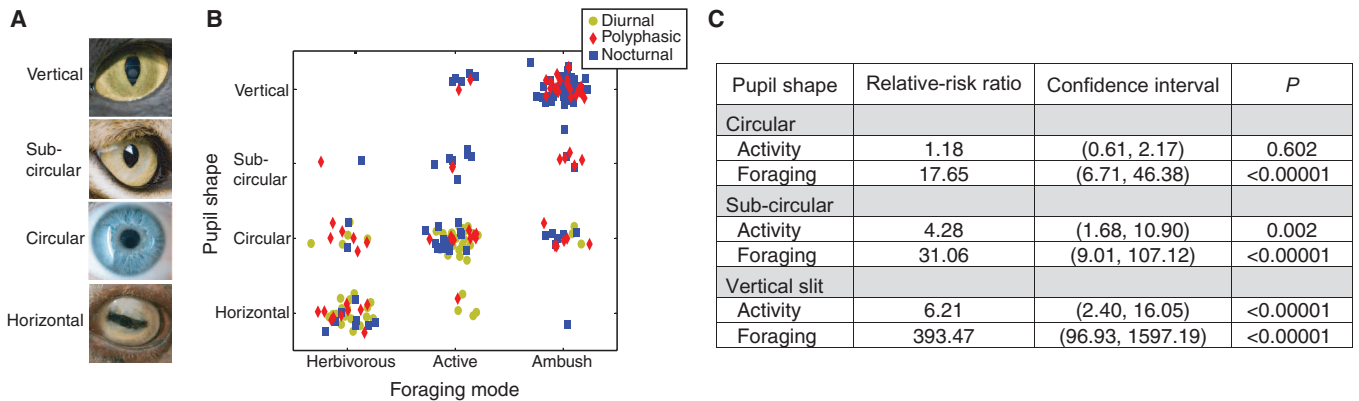 A
Vertical
Sub-
circular
Circular
Horizontal
B
Diurnal
Polyphasic
Nocturnal
Pupil shape
Vertical
Sub-
circular
Circular
Horizontal
Herbivorous Active Ambush
Foraging mode
C
Pupil shape Relative-risk ratio Confidence interval P
Circular
Activity 1.18 (0.61, 2.17) 0.602
Foraging 17.65 (6.71, 46.38) <0.00001
Sub-circular
Activity 4.28 (1.68, 10.90) 0.002
Foraging 31.06 (9.01, 107.12) <0.00001
Vertical slit
Activity 6.21 (2.40, 16.05) <0.00001
Foraging 393.47 (96.93, 1597.19) <0.00001